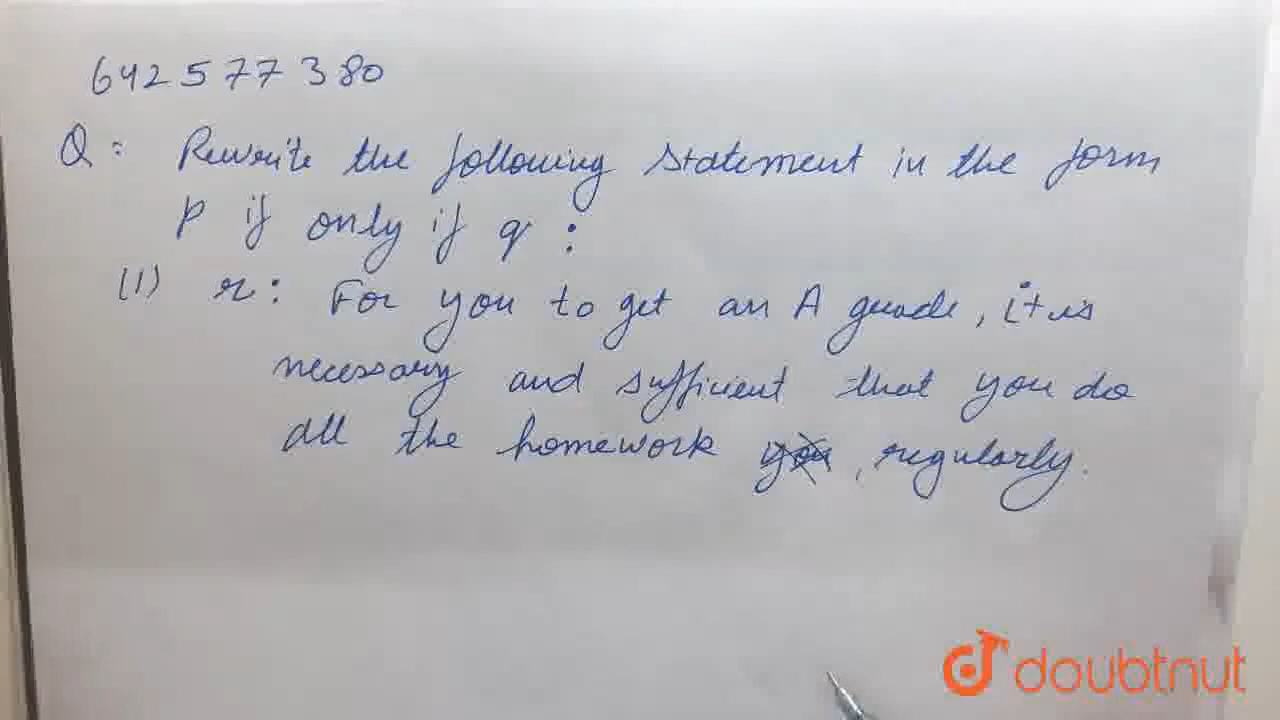 642577380
Q: Rewrite the following statement in the form
p if only if q:
(1) r: For you to get an A grade, it is
necessary and sufficient that you do
all the homework you, regularly.
doubtnut